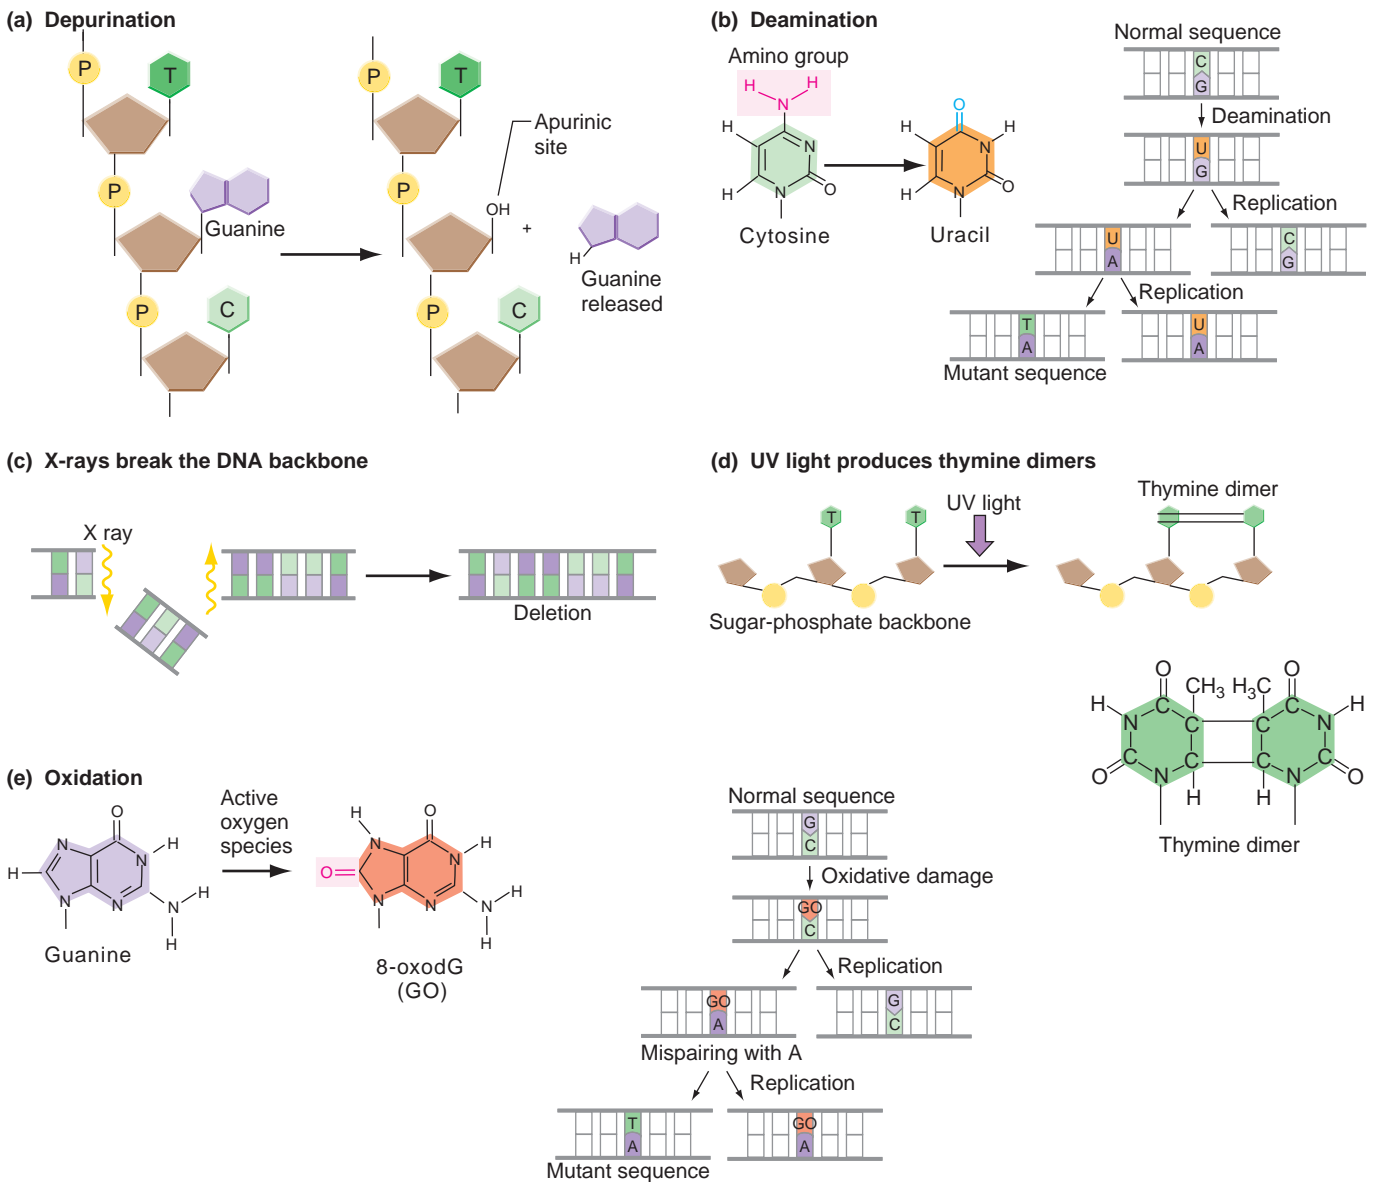 (a) Depurination
P
T
P
Guanine
P
C
P
T
Apurinic
site
P
OH
+
H
Guanine
released
P
C
(b) Deamination
Amino group
H
H
N
H
N
H
N
O
Cytosine
O
H
H
N
H
N
O
Uracil
Normal sequence
C
G
Deamination
U
G
Replication
U
A
C
G
Replication
T
A
Mutant sequence
U
A
(c) X-rays break the DNA backbone
X ray
Deletion
(d) UV light produces thymine dimers
T
T
UV light
Sugar-phosphate backbone
Thymine dimer
O
O
CH3 H3C
H
C
C
H
N
C
C
N
C
C
C
C
O
N
N
O
H
H
Thymine dimer
(e) Oxidation
O
N
N
H
H
N
N
N
H
H
Guanine
Active
oxygen
species
H
O
N
N
H
O
N
N
N
H
H
8-oxodG
(GO)
Normal sequence
G
C
Oxidative damage
GO
C
Replication
GO
A
Mispairing with A
G
C
Replication
T
A
Mutant sequence
GO
A